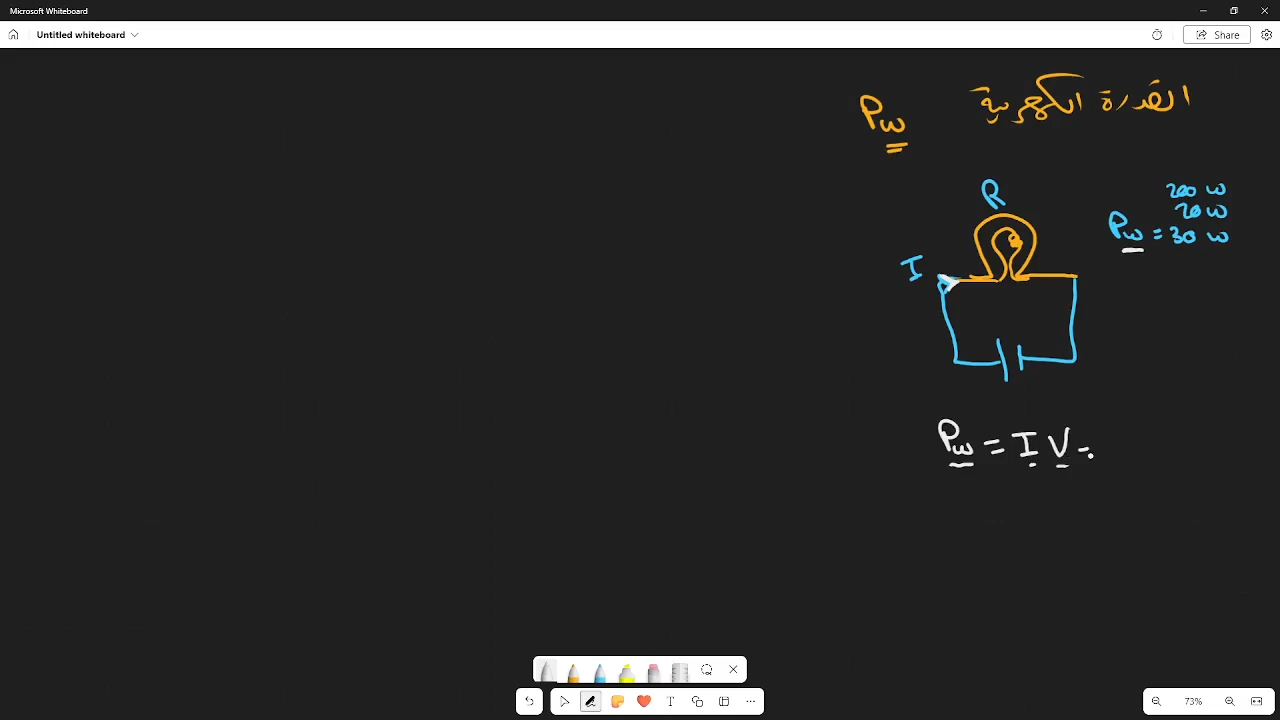 Microsoft Whiteboard
Untitled whiteboard
Share
القدرة الكهربية
Pw
R
200 w
20 w
Pw = 30 w
I
Pw = I V =
73%